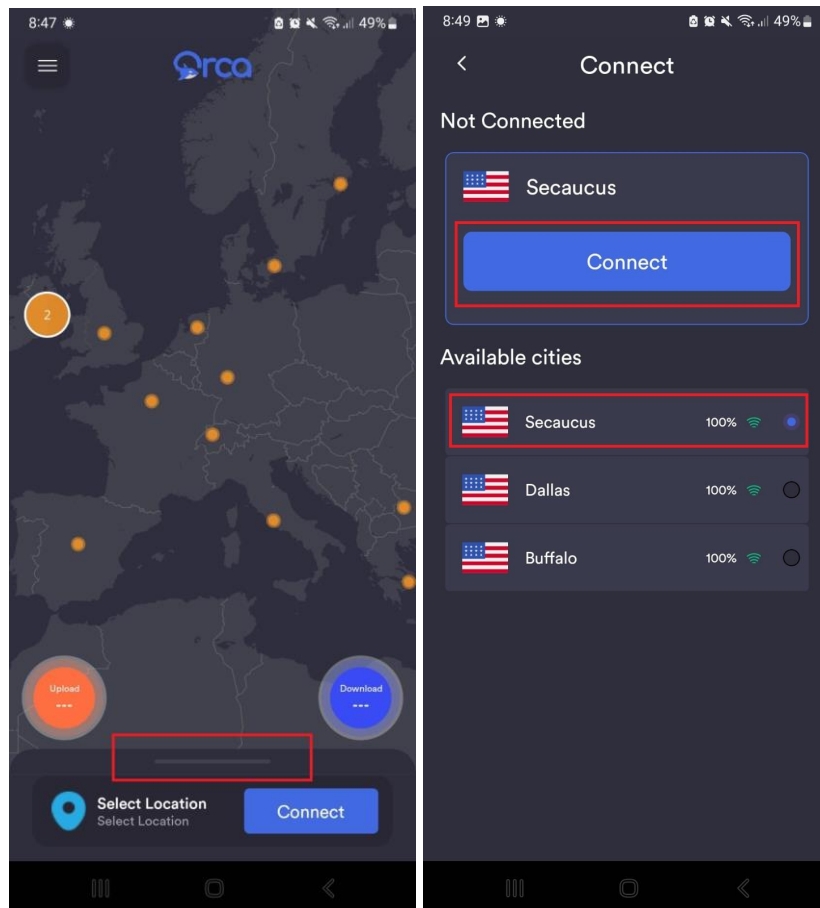 8:47
49%
Orca
2
Upload
---
Download
---
Select Location
Select Location
Connect
8:49
49%
Connect
Not Connected
Secaucus
Connect
Available cities
Secaucus 100%
Dallas 100%
Buffalo 100%